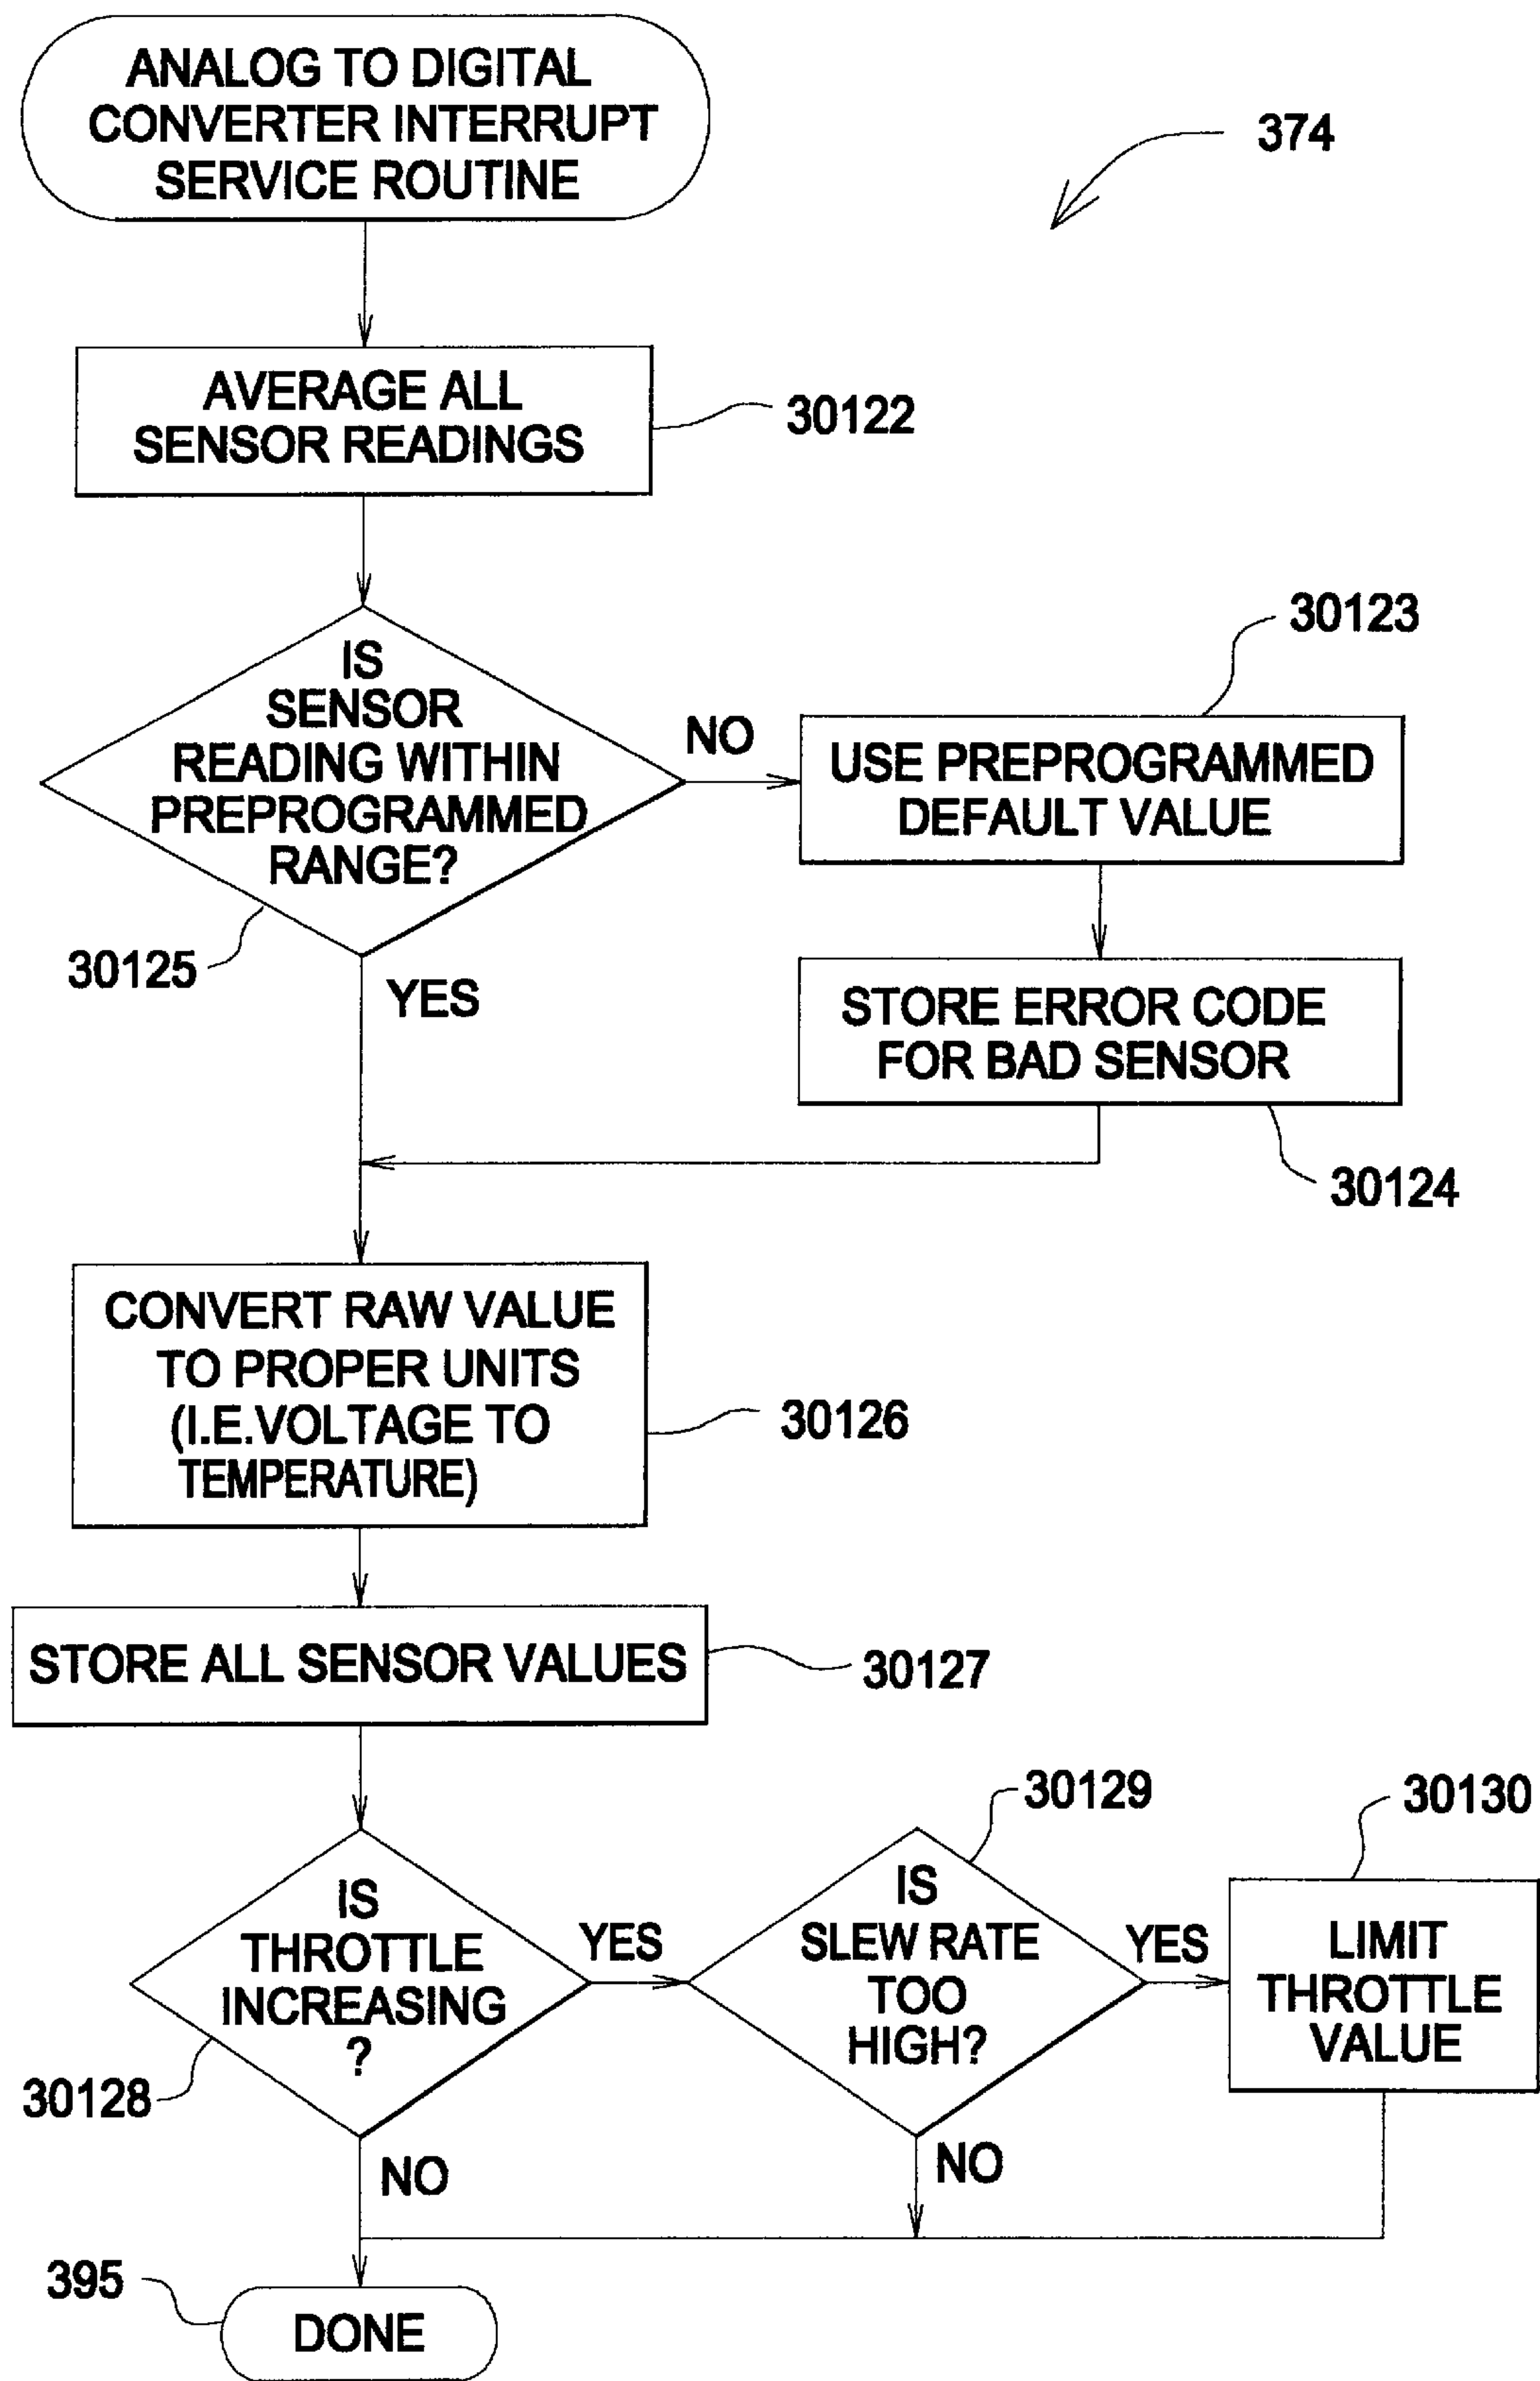 ANALOG TO DIGITAL
CONVERTER INTERRUPT
SERVICE ROUTINE
374
AVERAGE ALL
SENSOR READINGS
30122
IS
SENSOR
READING WITHIN
PREPROGRAMMED
RANGE?
30125
NO
YES
30123
USE PREPROGRAMMED
DEFAULT VALUE
STORE ERROR CODE
FOR BAD SENSOR
30124
CONVERT RAW VALUE
TO PROPER UNITS
(I.E.VOLTAGE TO
TEMPERATURE)
30126
STORE ALL SENSOR VALUES
30127
IS
THROTTLE
INCREASING
?
30128
YES
NO
30129
IS
SLEW RATE
TOO
HIGH?
YES
NO
30130
LIMIT
THROTTLE
VALUE
395
DONE